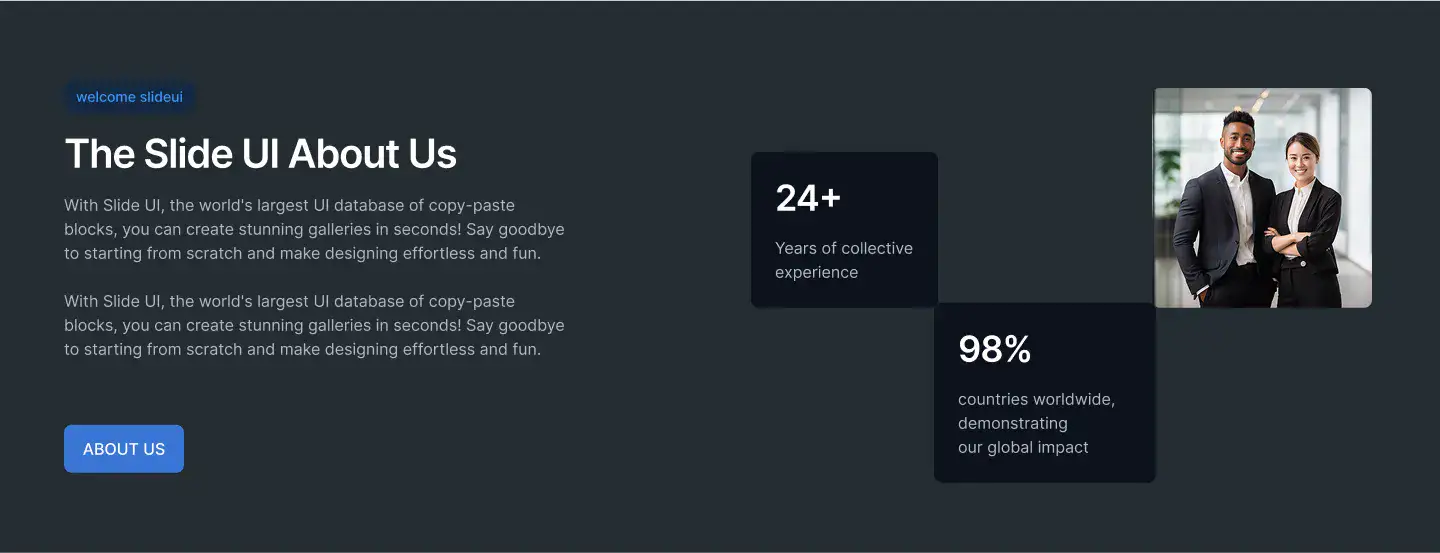 welcome slideui
The Slide UI About Us
With Slide UI, the world's largest UI database of copy-paste
blocks, you can create stunning galleries in seconds! Say goodbye
to starting from scratch and make designing effortless and fun.
With Slide UI, the world's largest UI database of copy-paste
blocks, you can create stunning galleries in seconds! Say goodbye
to starting from scratch and make designing effortless and fun.
ABOUT US
24+
Years of collective
experience
98%
countries worldwide,
demonstrating
our global impact